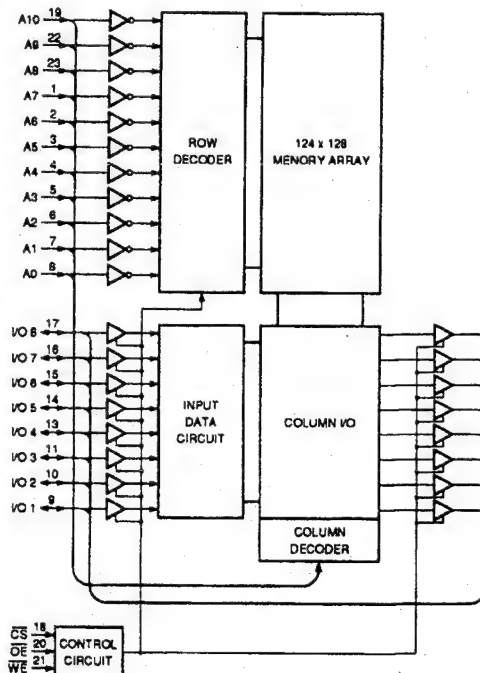 A10 19
A9 22
A8 23
A7 1
A6 2
A5 3
A4 4
A3 5
A2 6
A1 7
A0 8
ROW
DECODER
124 x 128
MENORY ARRAY
I/O 8 17
I/O 7 16
I/O 6 15
I/O 5 14
I/O 4 13
I/O 3 11
I/O 2 10
I/O 1 9
INPUT
DATA
CIRCUIT
COLUMN I/O
COLUMN
DECODER
CS 18
OE 20
WE 21
CONTROL
CIRCUIT